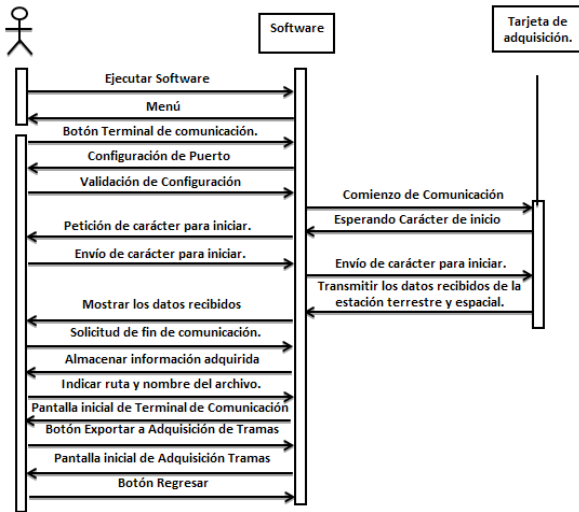 Software
Tarjeta de
adquisición.
Ejecutar Software
Menú
Botón Terminal de comunicación.
Configuración de Puerto
Validación de Configuración
Comienzo de Comunicación
Esperando Carácter de inicio
Petición de carácter para iniciar.
Envío de carácter para iniciar.
Envío de carácter para iniciar.
Transmitir los datos recibidos de la
estación terrestre y espacial.
Mostrar los datos recibidos
Solicitud de fin de comunicación.
Almacenar información adquirida
Indicar ruta y nombre del archivo.
Pantalla inicial de Terminal de Comunicación
Botón Exportar a Adquisición de Tramas
Pantalla inicial de Adquisición Tramas
Botón Regresar